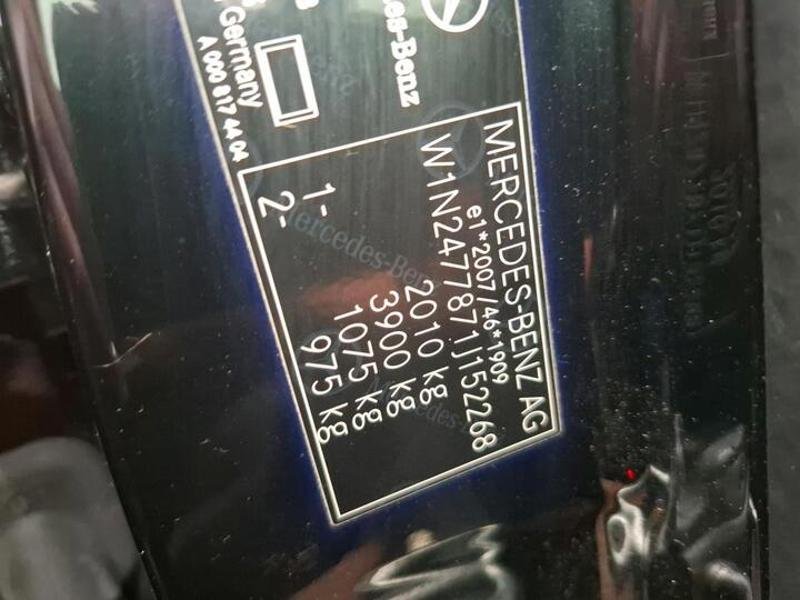 es-Benz
Germany
A 000 817 44 04
MERCEDES-BENZ AG
e1*2007/46*1909
W1N2477871J152268
2010 kg
3900 kg
1- 1075 kg
2- 975 kg